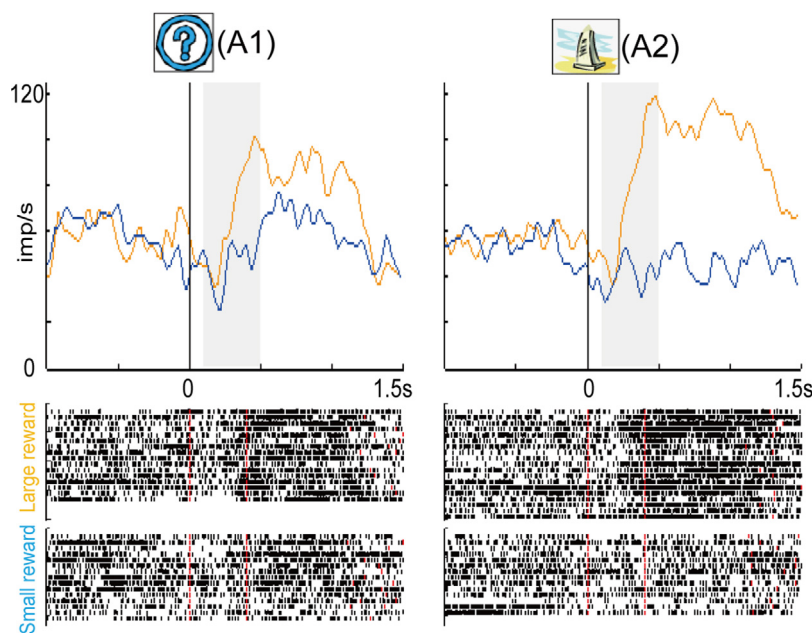 ? (A1)
(A2)
120
imp/s
0
0
1.5s
0
1.5s
Large reward
Small reward